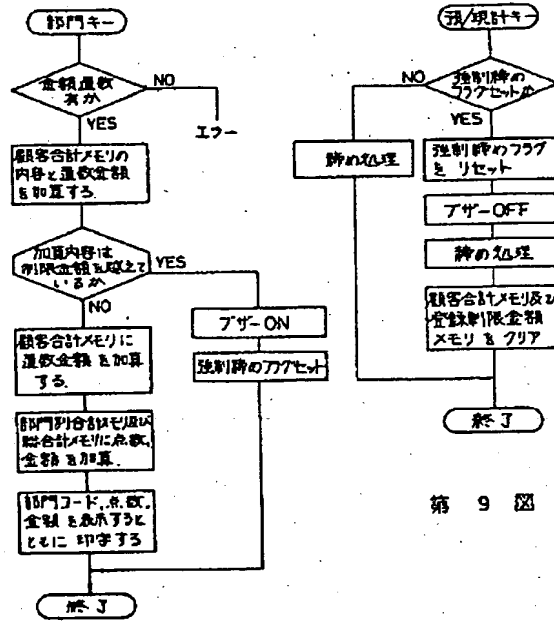 部門キー
金額置数
有か
NO
YES
エラー
顧客合計メモリの
内容と置数金額
を加算する.
加算内容は
制限金額を越えて
いるか
YES
NO
ブザーON
強制締めフラグセット
顧客合計メモリに
置数金額を加算
する.
部門別合計メモリ及び
総合計メモリに点数,
金額を加算.
部門コード,点数,
金額を表示すると
ともに印字する
終了
預/現計キー
強制締め
フラグセットか
NO
YES
締め処理
強制締めフラグ
をリセット
ブザーOFF
締め処理
顧客合計メモリ及び
登録制限金額
メモリをクリア
終了
第 9 図